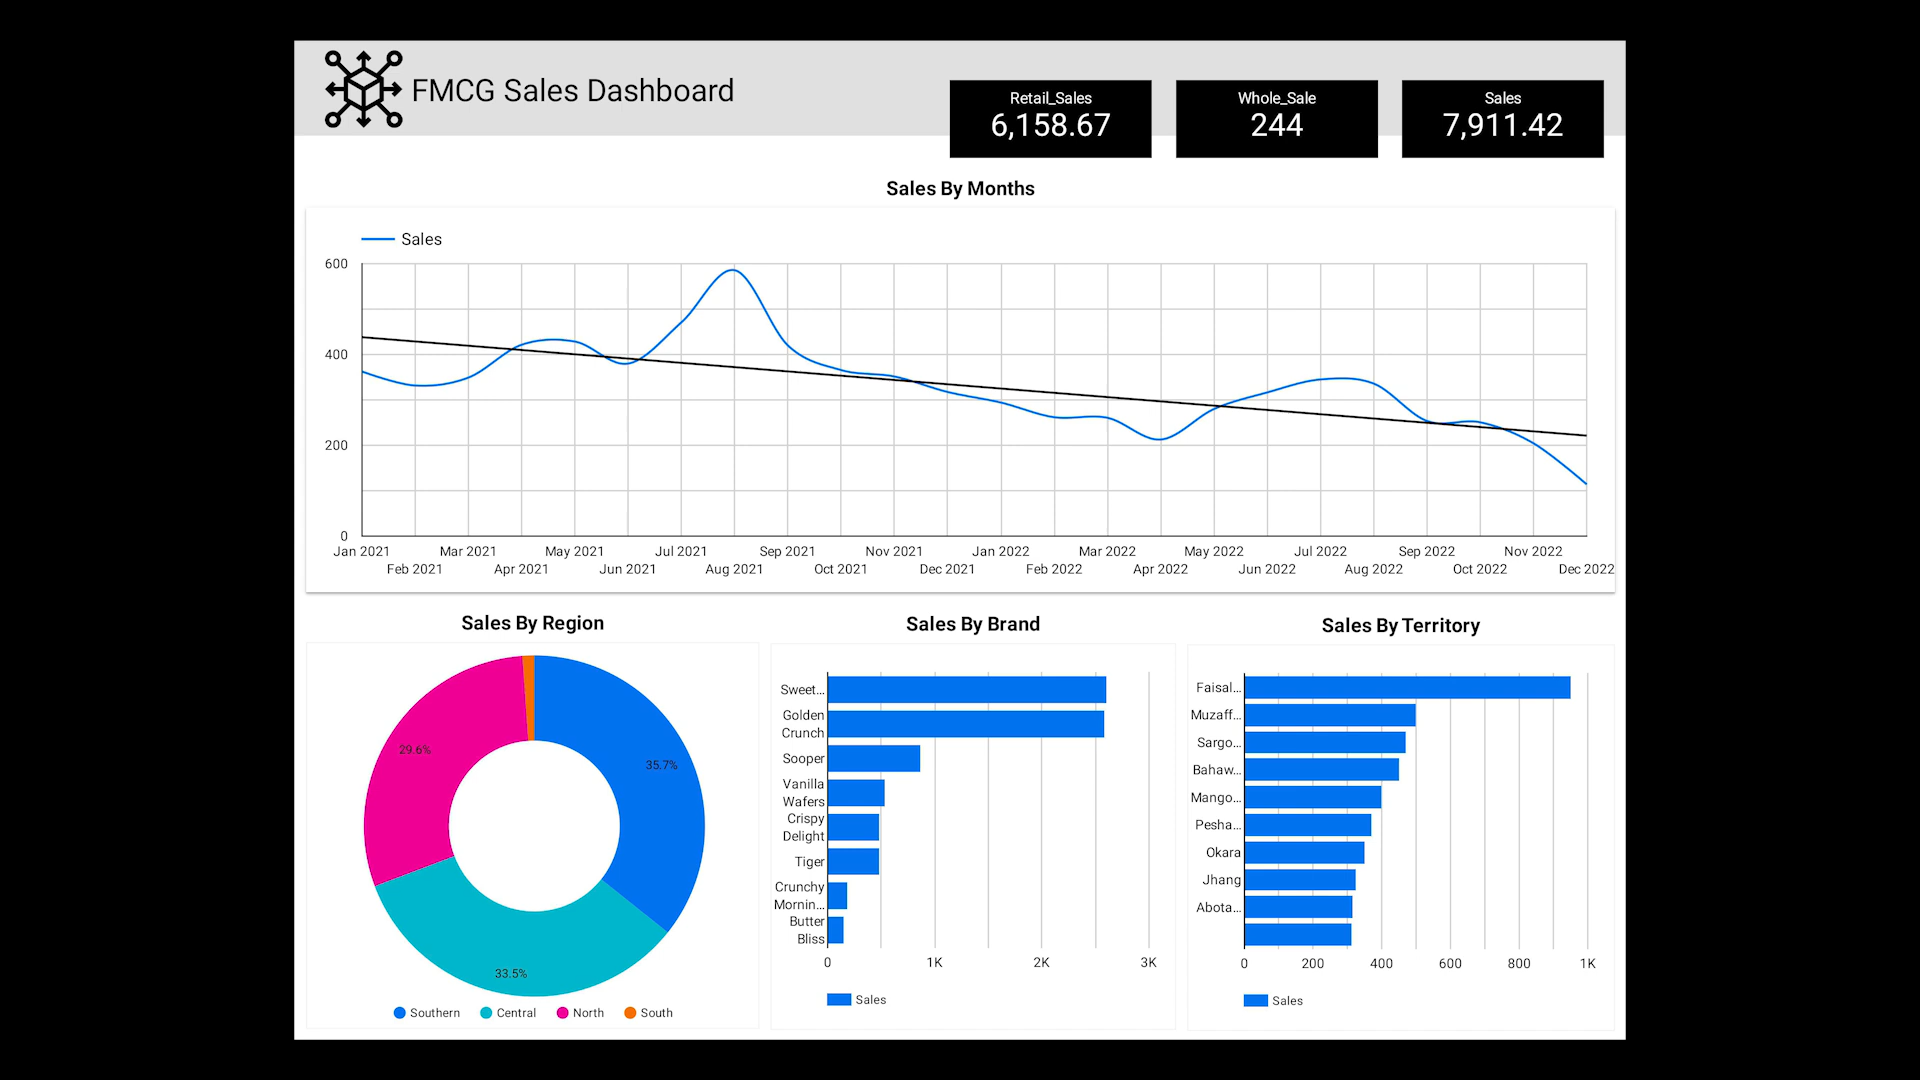 FMCG Sales Dashboard
Retail_Sales
6,158.67
Whole_Sale
244
Sales
7,911.42
Sales By Months
Sales
600
400
200
0
Jan 2021
Feb 2021
Mar 2021
Apr 2021
May 2021
Jun 2021
Jul 2021
Aug 2021
Sep 2021
Oct 2021
Nov 2021
Dec 2021
Jan 2022
Feb 2022
Mar 2022
Apr 2022
May 2022
Jun 2022
Jul 2022
Aug 2022
Sep 2022
Oct 2022
Nov 2022
Dec 2022
Sales By Region
29.6%
35.7%
33.5%
Southern
Central
North
South
Sales By Brand
Sweet...
Golden
Crunch
Sooper
Vanilla
Wafers
Crispy
Delight
Tiger
Crunchy
Mornin...
Butter
Bliss
0
1K
2K
3K
Sales
Sales By Territory
Faisal...
Muzaff...
Sargo...
Bahaw...
Mango...
Pesha...
Okara
Jhang
Abota...
0
200
400
600
800
1K
Sales